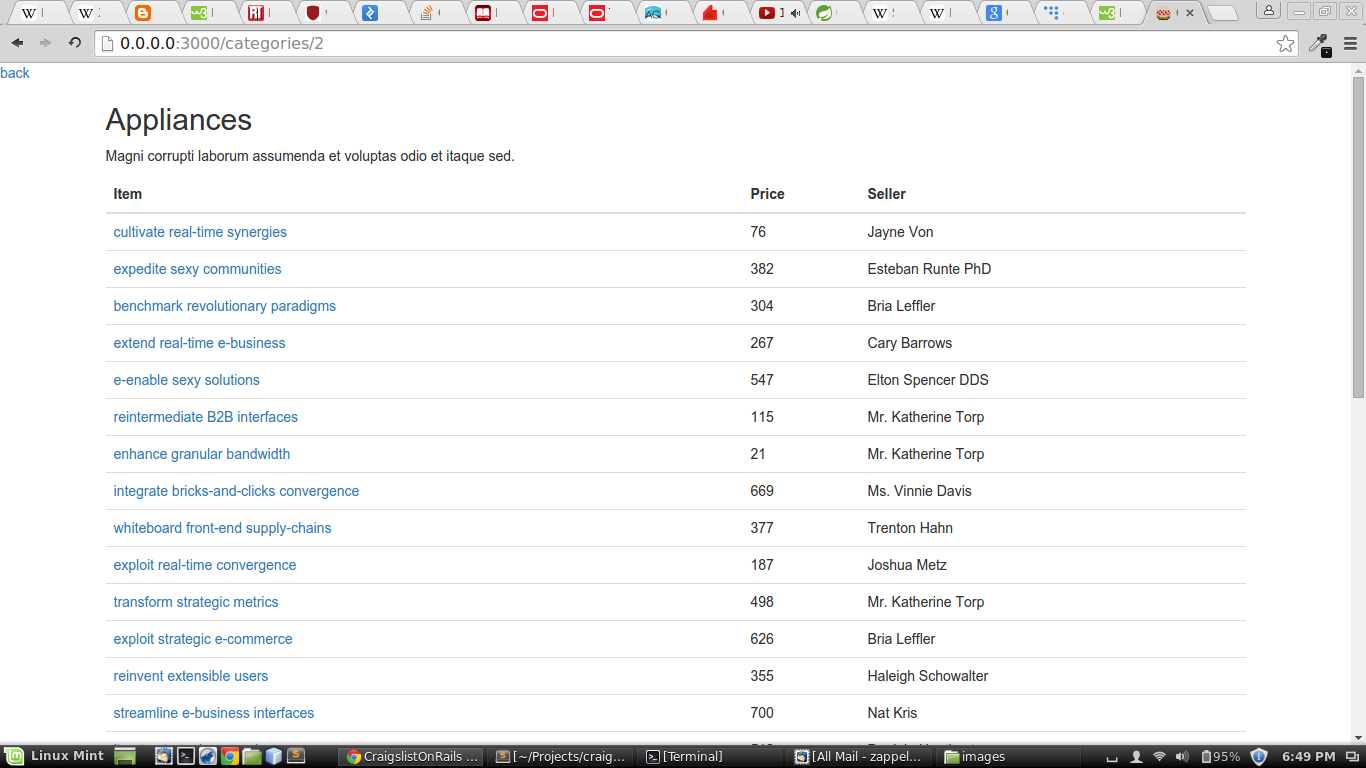 0.0.0.0:3000/categories/2
back
Appliances
Magni corrupti laborum assumenda et voluptas odio et itaque sed.
Item Price Seller
cultivate real-time synergies 76 Jayne Von
expedite sexy communities 382 Esteban Runte PhD
benchmark revolutionary paradigms 304 Bria Leffler
extend real-time e-business 267 Cary Barrows
e-enable sexy solutions 547 Elton Spencer DDS
reintermediate B2B interfaces 115 Mr. Katherine Torp
enhance granular bandwidth 21 Mr. Katherine Torp
integrate bricks-and-clicks convergence 669 Ms. Vinnie Davis
whiteboard front-end supply-chains 377 Trenton Hahn
exploit real-time convergence 187 Joshua Metz
transform strategic metrics 498 Mr. Katherine Torp
exploit strategic e-commerce 626 Bria Leffler
reinvent extensible users 355 Haleigh Schowalter
streamline e-business interfaces 700 Nat Kris
Linux Mint CraigslistOnRails ... [~/Projects/craig... [Terminal] [All Mail - zappel... images 95% 6:49 PM